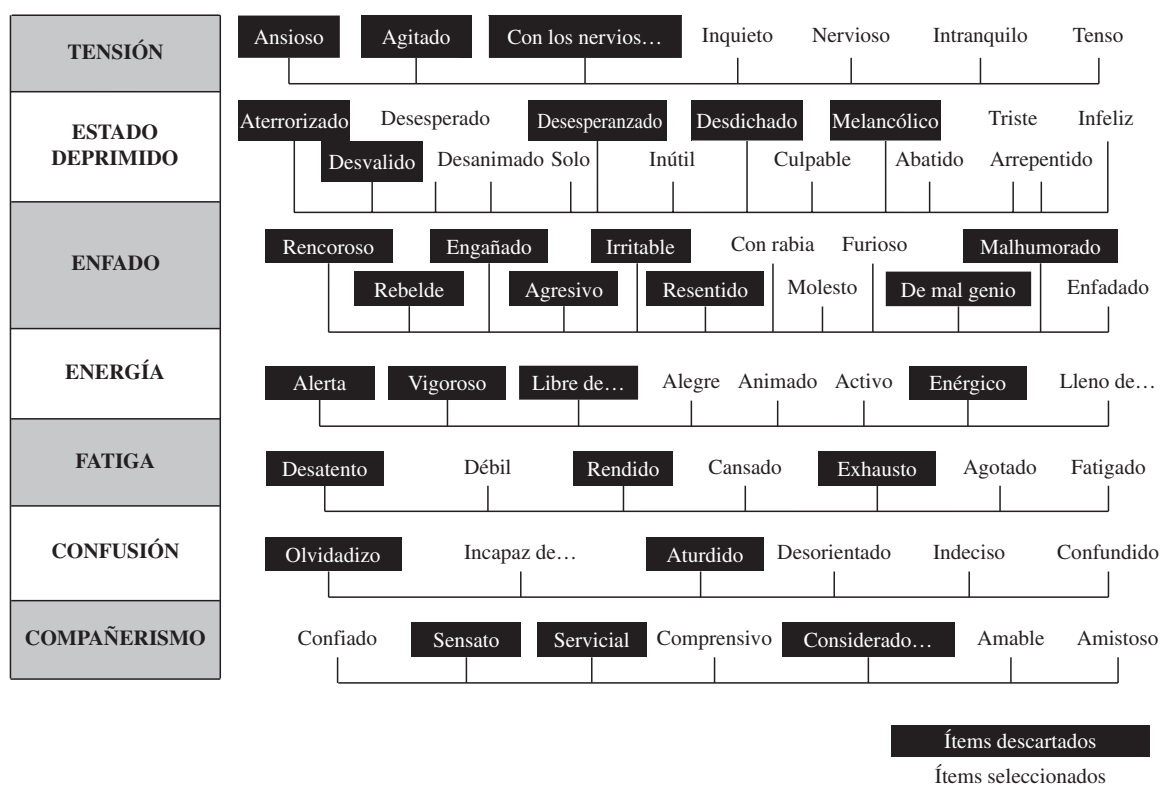 TENSIÓN
Ansioso Agitado Con los nervios… Inquieto Nervioso Intranquilo Tenso
ESTADO
DEPRIMIDO
Aterrorizado Desesperado Desesperanzado Desdichado Melancólico Triste Infeliz
Desvalido Desanimado Solo Inútil Culpable Abatido Arrepentido
ENFADO
Rencoroso Engañado Irritable Con rabia Furioso Malhumorado
Rebelde Agresivo Resentido Molesto De mal genio Enfadado
ENERGÍA
Alerta Vigoroso Libre de… Alegre Animado Activo Enérgico Lleno de…
FATIGA
Desatento Débil Rendido Cansado Exhausto Agotado Fatigado
CONFUSIÓN
Olvidadizo Incapaz de… Aturdido Desorientado Indeciso Confundido
COMPAÑERISMO
Confiado Sensato Servicial Comprensivo Considerado… Amable Amistoso
Ítems descartados
Ítems seleccionados